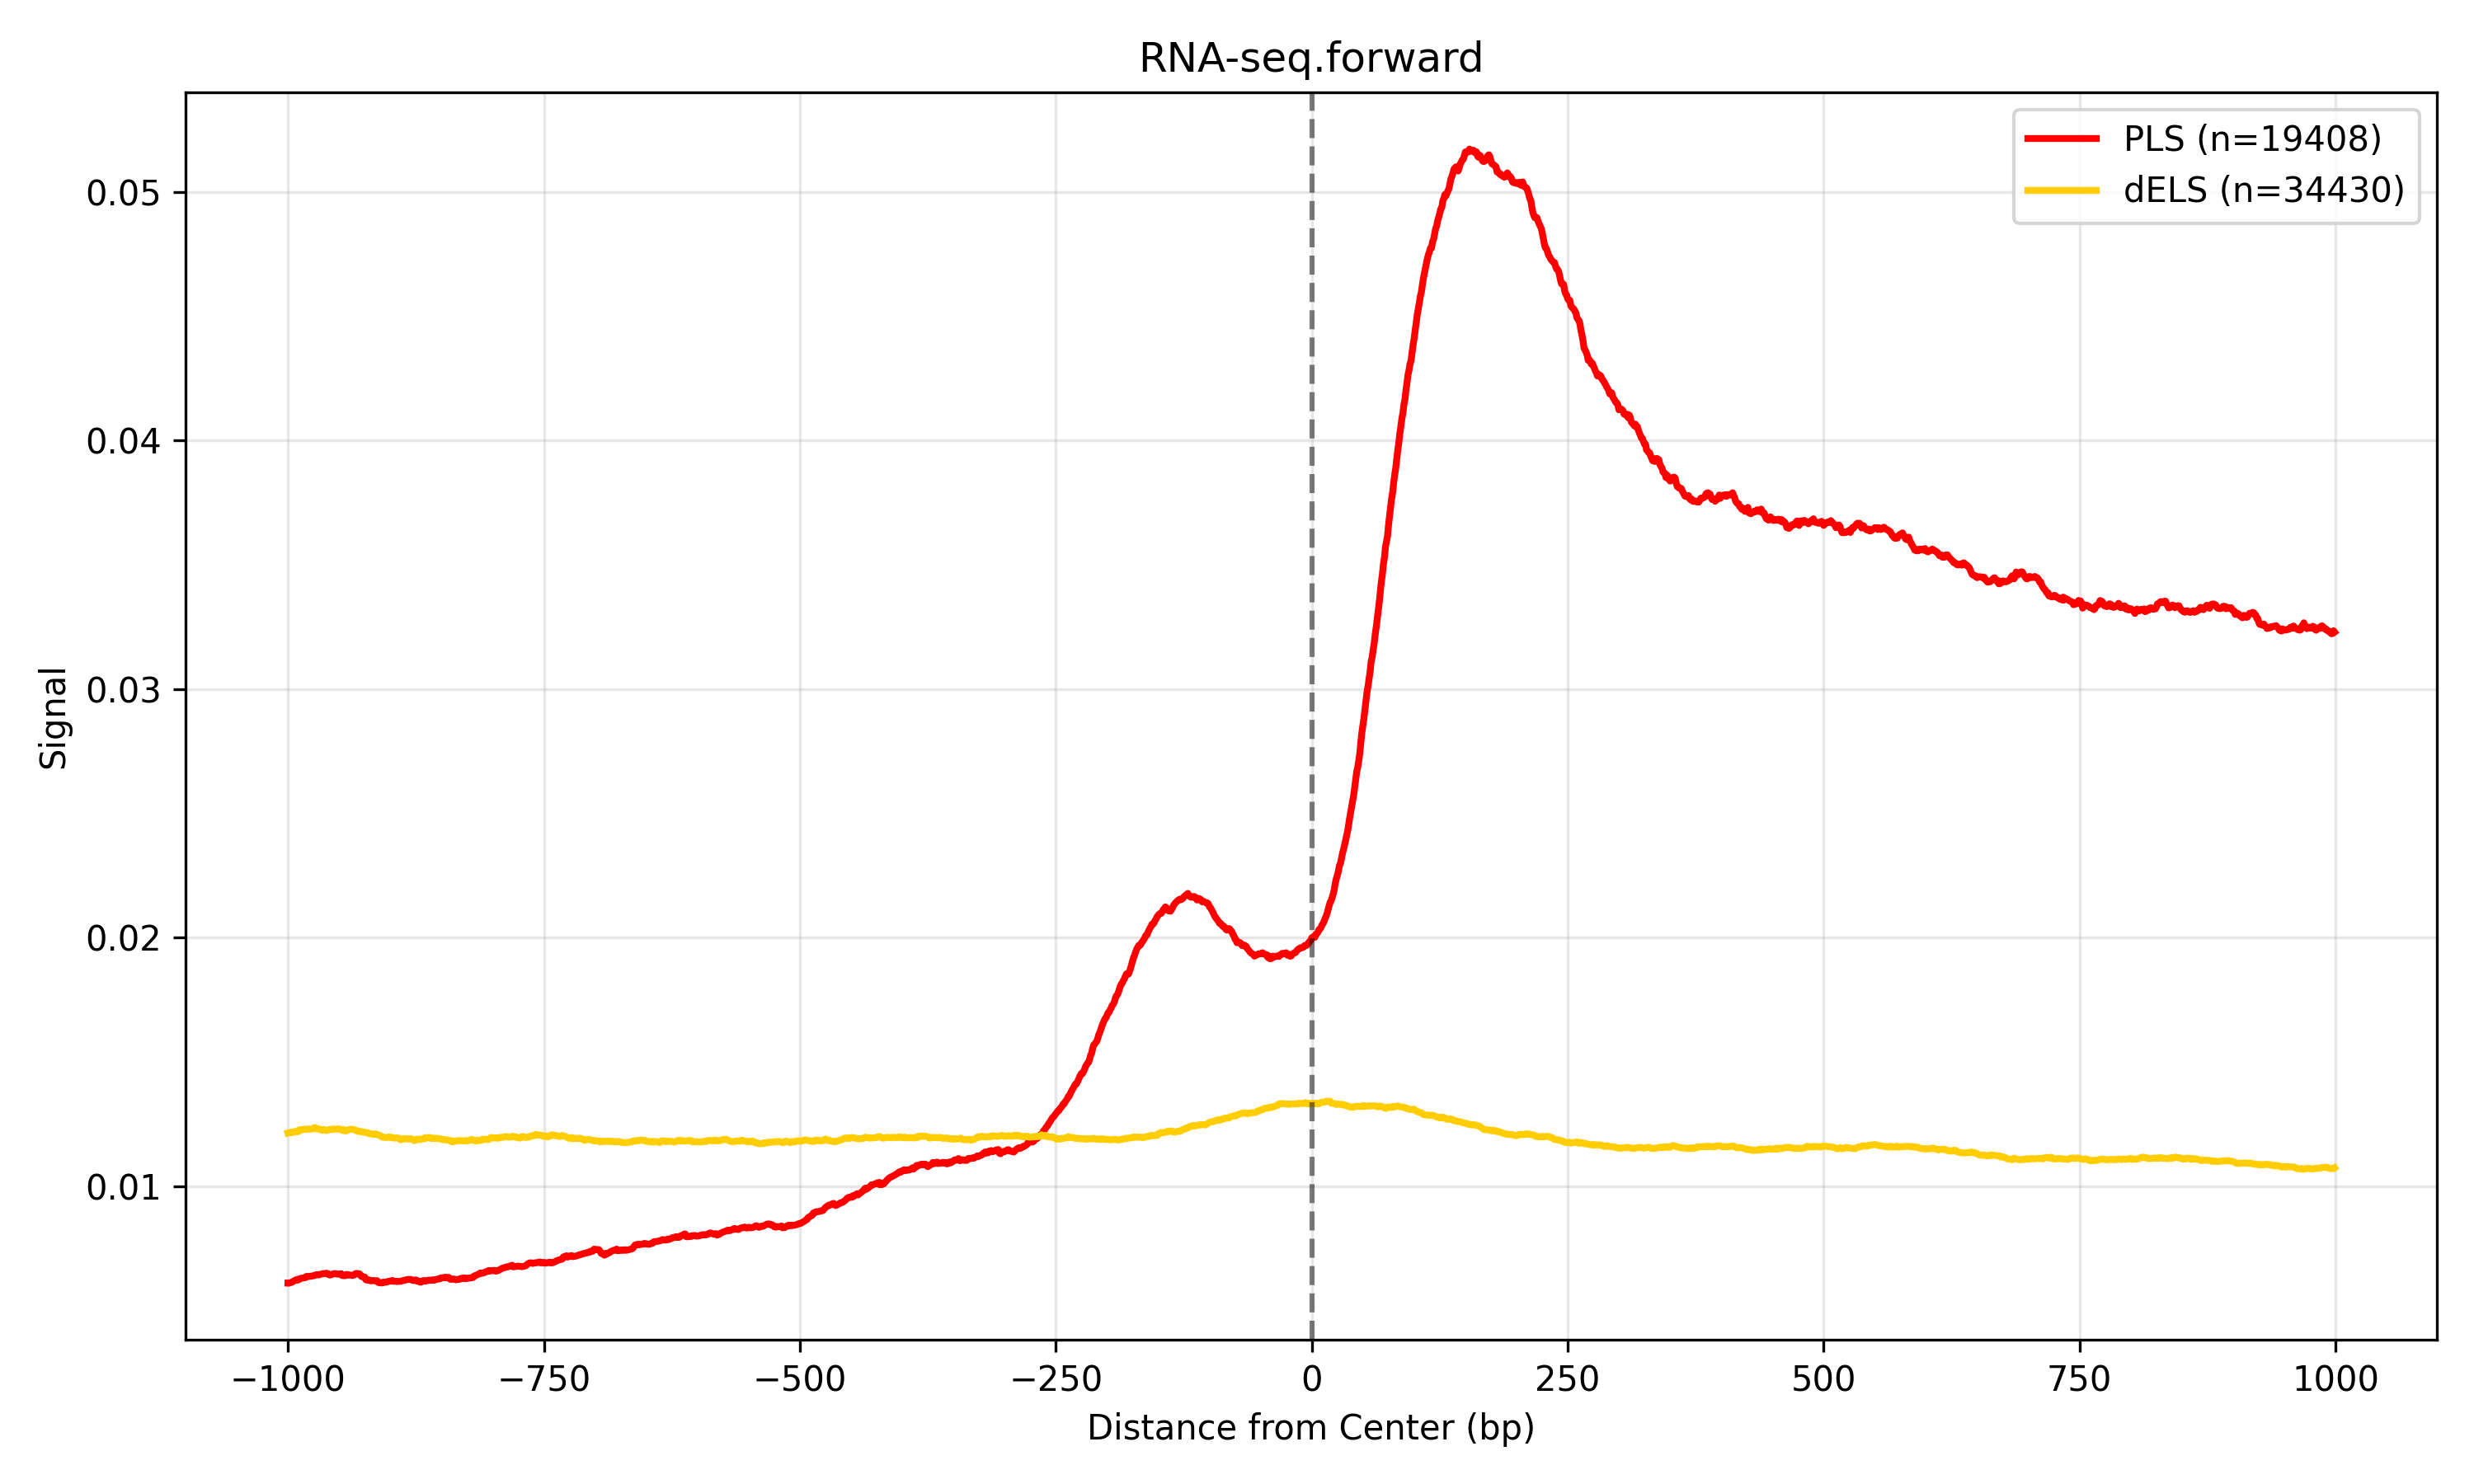 RNA-seq.forward
PLS (n=19408)
dELS (n=34430)
Signal
0.05
0.04
0.03
0.02
0.01
−1000 −750 −500 −250 0 250 500 750 1000
Distance from Center (bp)